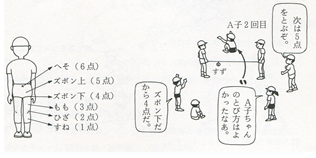 へそ（6点）
ズボン上（5点）
ズボン下（4点）
もも（3点）
ひざ（2点）
すね（1点）
A子2回目
すず
次は5点
をとぶぞ。
A子ちゃん
のとび方はよ
かったなあ。
ズボン下だ
から4点だ。